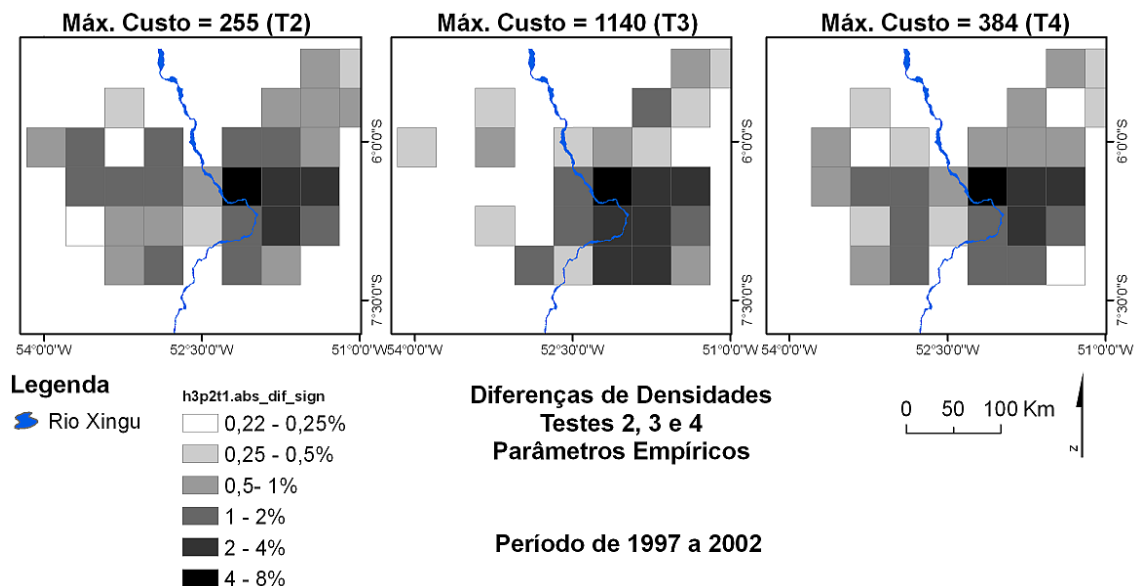 Máx. Custo = 255 (T2)
Máx. Custo = 1140 (T3)
Máx. Custo = 384 (T4)
6°0'0"S
7°30'0"S
6°0'0"S
7°30'0"S
6°0'0"S
7°30'0"S
54°0'0"W
52°30'0"W
51°0'0"W
54°0'0"W
52°30'0"W
51°0'0"W
54°0'0"W
52°30'0"W
51°0'0"W
Legenda
Rio Xingu
h3p2t1.abs_dif_sign
0,22 - 0,25%
0,25 - 0,5%
0,5- 1%
1 - 2%
2 - 4%
4 - 8%
Diferenças de Densidades
Testes 2, 3 e 4
Parâmetros Empíricos
Período de 1997 a 2002
0 50 100 Km
N